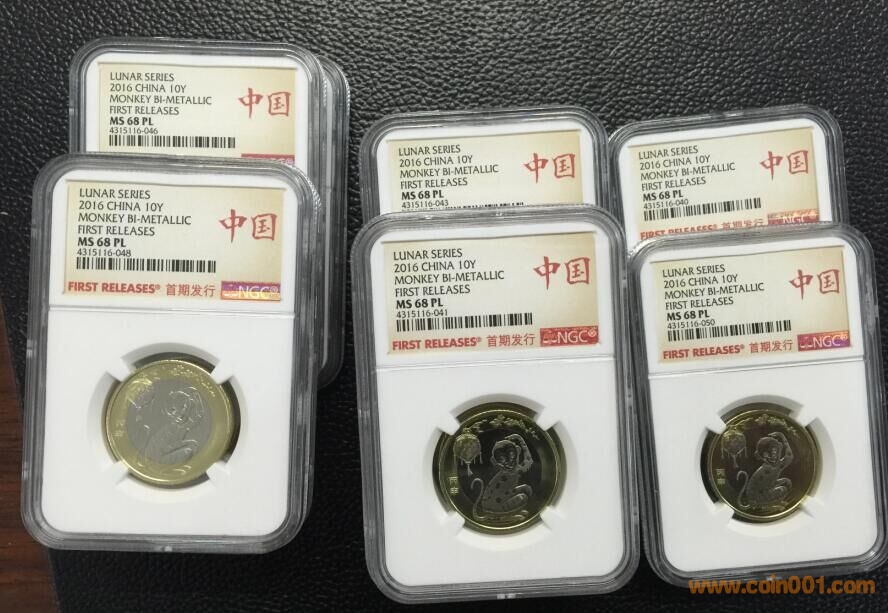 LUNAR SERIES
2016 CHINA 10Y
MONKEY BI-METALLIC
FIRST RELEASES
MS 68 PL
4315116-046
中国
LUNAR SERIES
2016 CHINA 10Y
MONKEY BI-METALLIC
FIRST RELEASES
MS 68 PL
4315116-048
中国
FIRST RELEASES® 首期发行
NGC
LUNAR SERIES
2016 CHINA 10Y
MONKEY BI-METALLIC
FIRST RELEASES
MS 68 PL
4315116-043
中国
LUNAR SERIES
2016 CHINA 10Y
MONKEY BI-METALLIC
FIRST RELEASES
MS 68 PL
4315116-041
中国
FIRST RELEASES® 首期发行
NGC
丙申
LUNAR SERIES
2016 CHINA 10Y
MONKEY BI-METALLIC
FIRST RELEASES
MS 68 PL
4315116-040
中国
FIRST RELEASES® 首期发行
LUNAR SERIES
2016 CHINA 10Y
MONKEY BI-METALLIC
FIRST RELEASES
MS 68 PL
4315116-050
中国
FIRST RELEASES® 首期发行
NGC
丙申
www.coin001.com